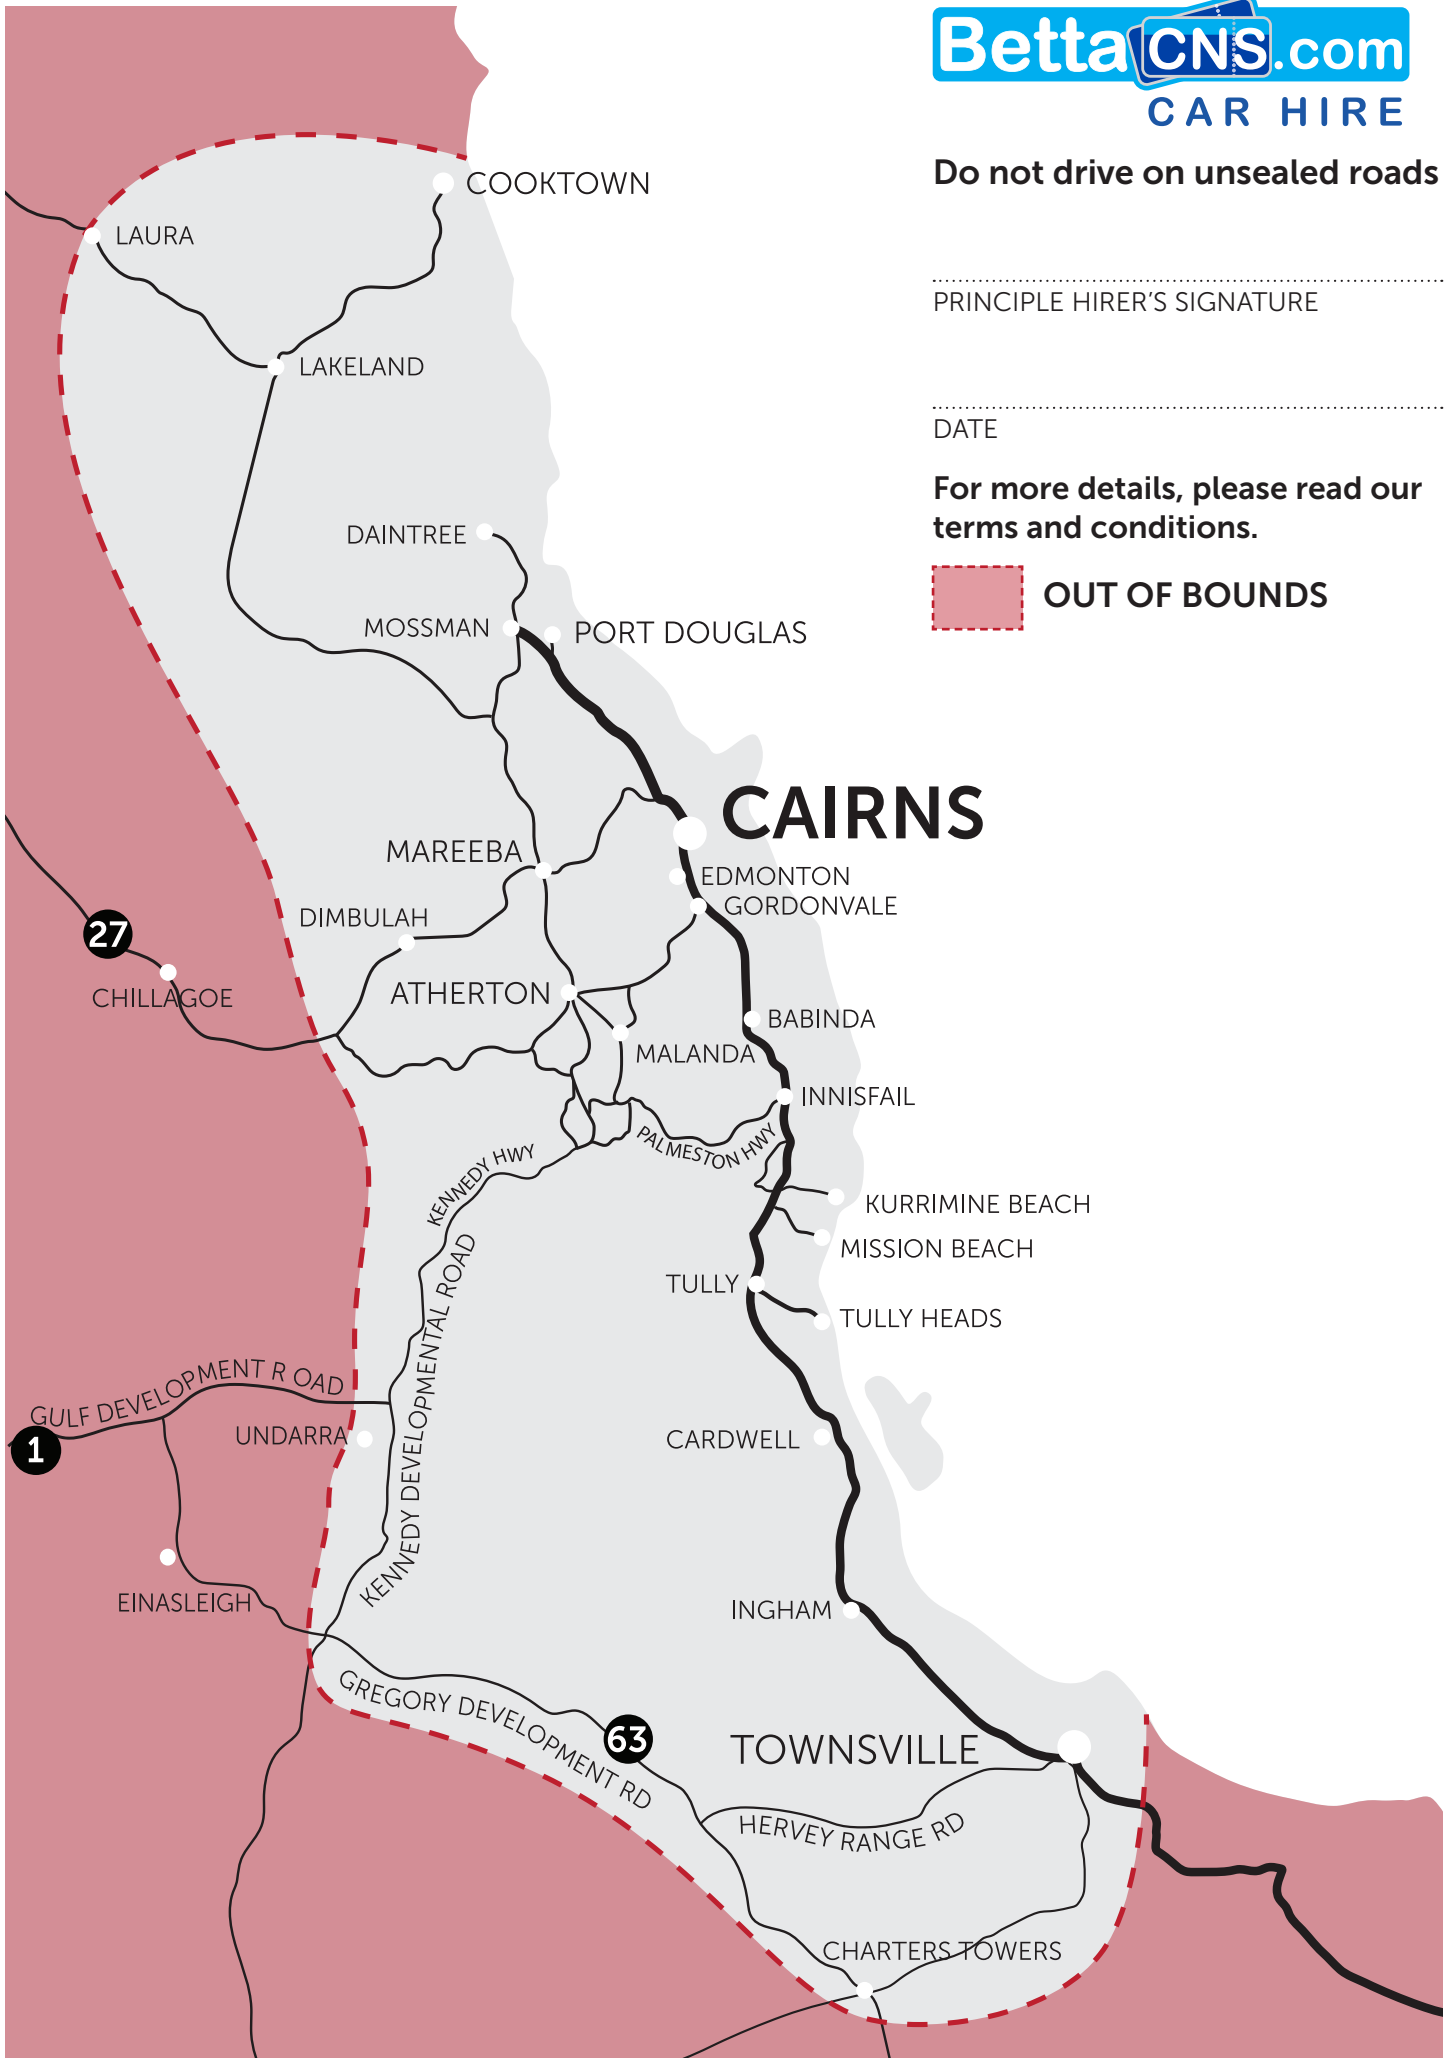 BettaCNS.com
CAR HIRE
Do not drive on unsealed roads
PRINCIPLE HIRER'S SIGNATURE
DATE
For more details, please read our
terms and conditions.
OUT OF BOUNDS
COOKTOWN
LAURA
LAKELAND
DAINTREE
MOSSMAN
PORT DOUGLAS
CAIRNS
MAREEBA
EDMONTON
GORDONVALE
DIMBULAH
27
CHILLAGOE
ATHERTON
BABINDA
MALANDA
INNISFAIL
PALMESTON HWY
KENNEDY HWY
KURRIMINE BEACH
MISSION BEACH
TULLY
TULLY HEADS
KENNEDY DEVELOPMENTAL ROAD
GULF DEVELOPMENT R OAD
1
UNDARRA
CARDWELL
EINASLEIGH
INGHAM
GREGORY DEVELOPMENT RD
63
TOWNSVILLE
HERVEY RANGE RD
CHARTERS TOWERS